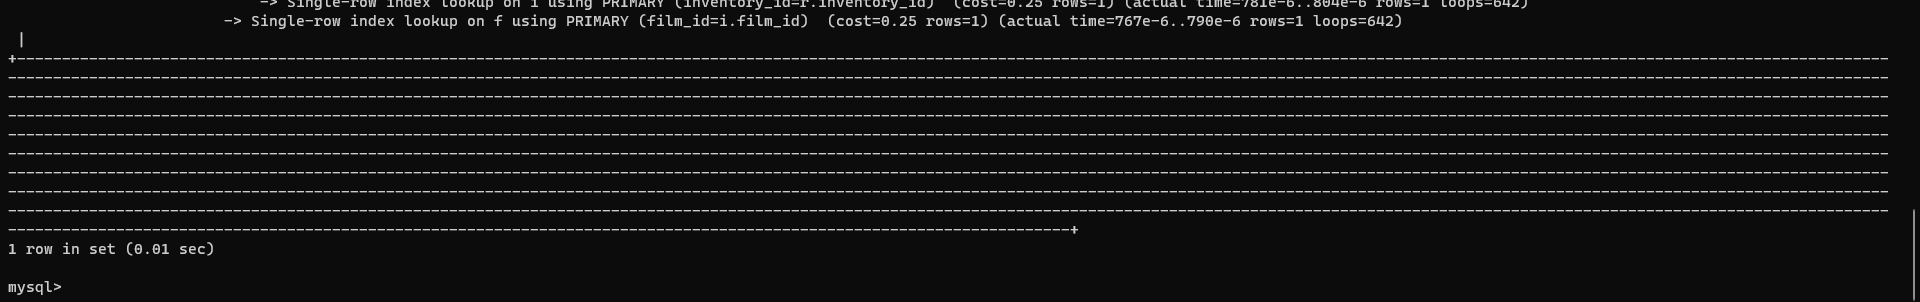 -> Single-row index lookup on i using PRIMARY (inventory_id=r.inventory_id)  (cost=0.25 rows=1) (actual time=781e-6..804e-6 rows=1 loops=642)
-> Single-row index lookup on f using PRIMARY (film_id=i.film_id)  (cost=0.25 rows=1) (actual time=767e-6..790e-6 rows=1 loops=642)
|
1 row in set (0.01 sec)
mysql>